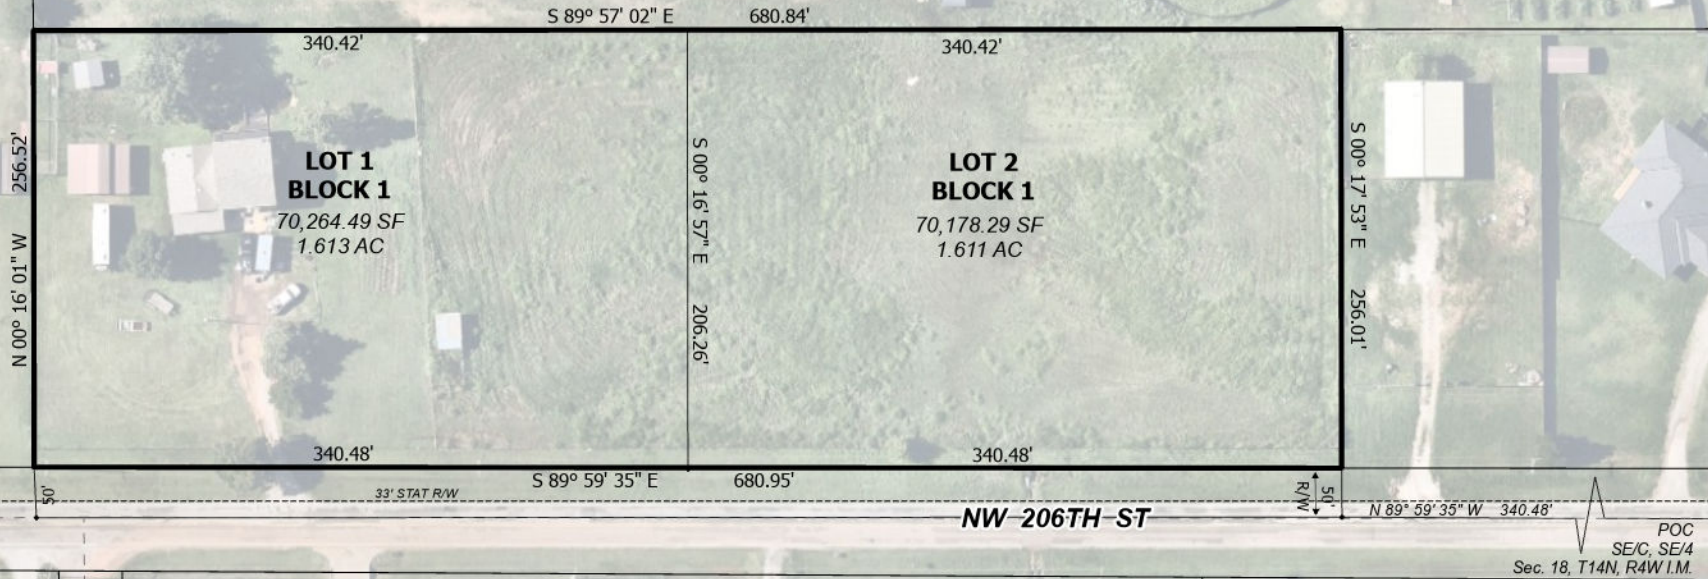 S 89° 57' 02" E 680.84'
340.42'
340.42'
N 00° 16' 01" W 256.52'
LOT 1
BLOCK 1
70,264.49 SF
1.613 AC
S 00° 16' 57" E 206.26'
LOT 2
BLOCK 1
70,178.29 SF
1.611 AC
S 00° 17' 53" E 256.01'
340.48'
340.48'
S 89° 59' 35" E 680.95'
50'
33' STAT R/W
50'
R/W
NW 206TH ST
N 89° 59' 35" W 340.48'
POC
SE/C, SE/4
Sec. 18, T14N, R4W I.M.